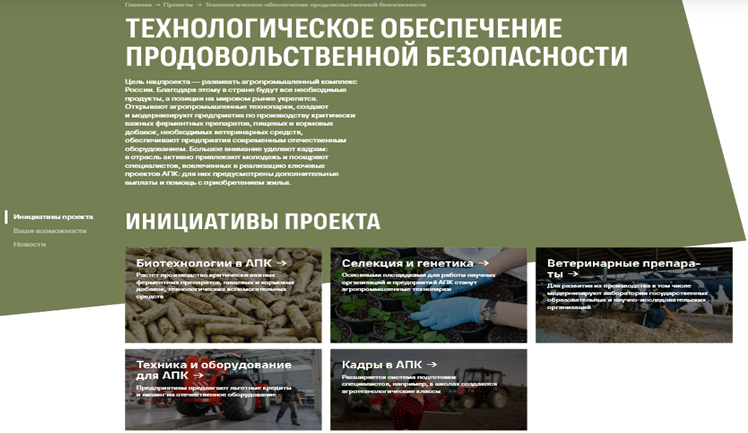 Главная → Проекты → Технологическое обеспечение продовольственной безопасности
ТЕХНОЛОГИЧЕСКОЕ ОБЕСПЕЧЕНИЕ
ПРОДОВОЛЬСТВЕННОЙ БЕЗОПАСНОСТИ
Цель нацпроекта — развивать агропромышленный комплекс
России. Благодаря этому в стране будут все необходимые
продукты, а позиции на мировом рынке укрепятся.
Открывают агропромышленные технопарки, создают
и модернизируют предприятия по производству критически
важных ферментных препаратов, пищевых и кормовых
добавок, необходимых ветеринарных средств,
обеспечивают предприятия современным отечественным
оборудованием. Большое внимание уделяют кадрам:
в отрасль активно привлекают молодежь и поощряют
специалистов, вовлеченных в реализацию ключевых
проектов АПК: для них предусмотрены дополнительные
выплаты и помощь с приобретением жилья.
Инициативы проекта
Ваши возможности
Новости
ИНИЦИАТИВЫ ПРОЕКТА
Биотехнологии в АПК →
Растет производство критически важных
ферментных препаратов, пищевых и кормовых
добавок, технологических вспомогательных
средств
Селекция и генетика →
Основными площадками для работы научных
организаций и предприятий АПК станут
агропромышленные технопарки
Ветеринарные препара-
ты →
Для развития их производства в том числе
модернизируют лаборатории государственных
образовательных и научно-исследовательских
организаций
Техника и оборудование
для АПК →
Предприятиям предлагают льготные кредиты
и лизинг на отечественное оборудование
Кадры в АПК →
Расширяется система подготовки
специалистов, например, в школах создаются
агротехнологические классы